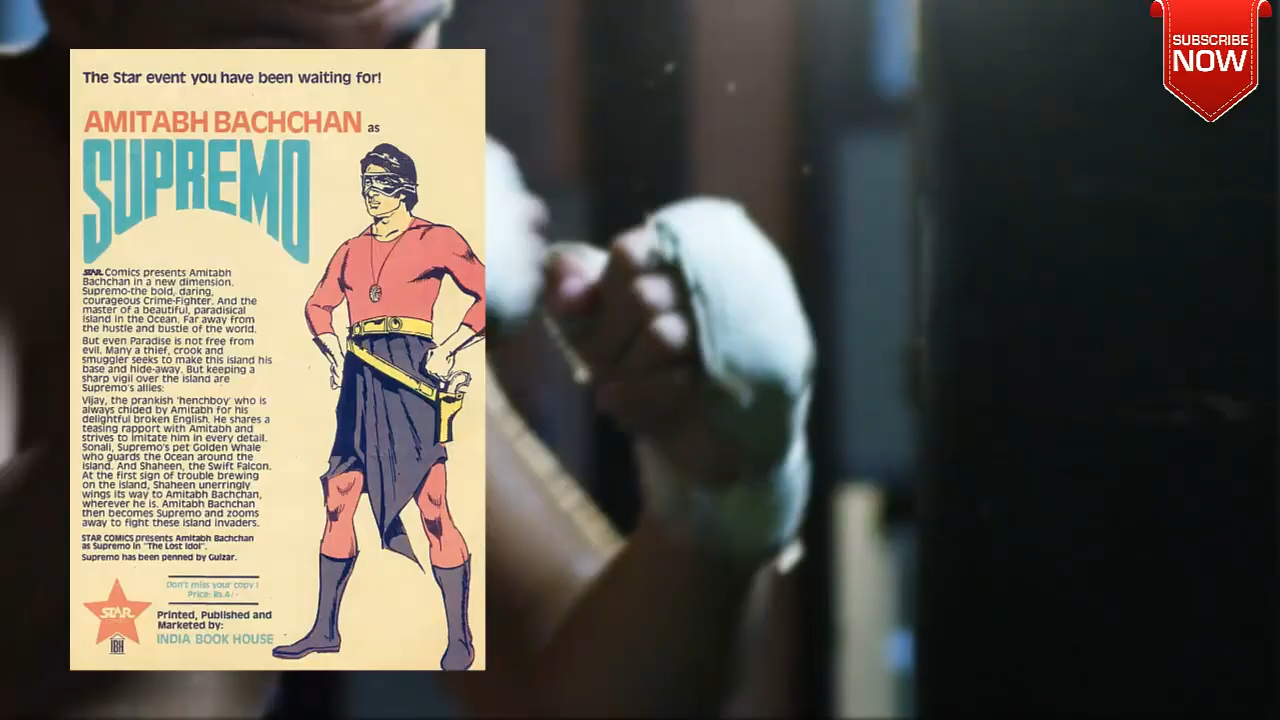 The Star event you have been waiting for!
AMITABH BACHCHAN as
SUPREMO
STAR Comics presents Amitabh
Bachchan in a new dimension.
Supremo-the bold, daring,
courageous Crime-Fighter. And the
master of a beautiful, paradisical
island in the Ocean. Far away from
the hustle and bustle of the world.
But even Paradise is not free from
evil. Many a thief, crook and
smuggler seeks to make this island his
base and hide-away. But keeping a
sharp vigil over the island are
Supremo's allies:
Vijay, the prankish 'henchboy' who is
always chided by Amitabh for his
delightful broken English. He shares a
teasing rapport with Amitabh and
strives to imitate him in every detail.
Sonali, Supremo's pet Golden Whale
who guards the Ocean around the
island. And Shaheen, the Swift Falcon.
At the first sign of trouble brewing
on the island, Shaheen unerringly
wings its way to Amitabh Bachchan,
wherever he is. Amitabh Bachchan
then becomes Supremo and zooms
away to fight these island invaders.
STAR COMICS presents Amitabh Bachchan
as Supremo in "The Lost Idol".
Supremo has been penned by Gulzar.
Don't miss your copy!
Price: Rs.4/-
STAR
Printed, Published and
Marketed by:
IBH
INDIA BOOK HOUSE
SUBSCRIBE
NOW